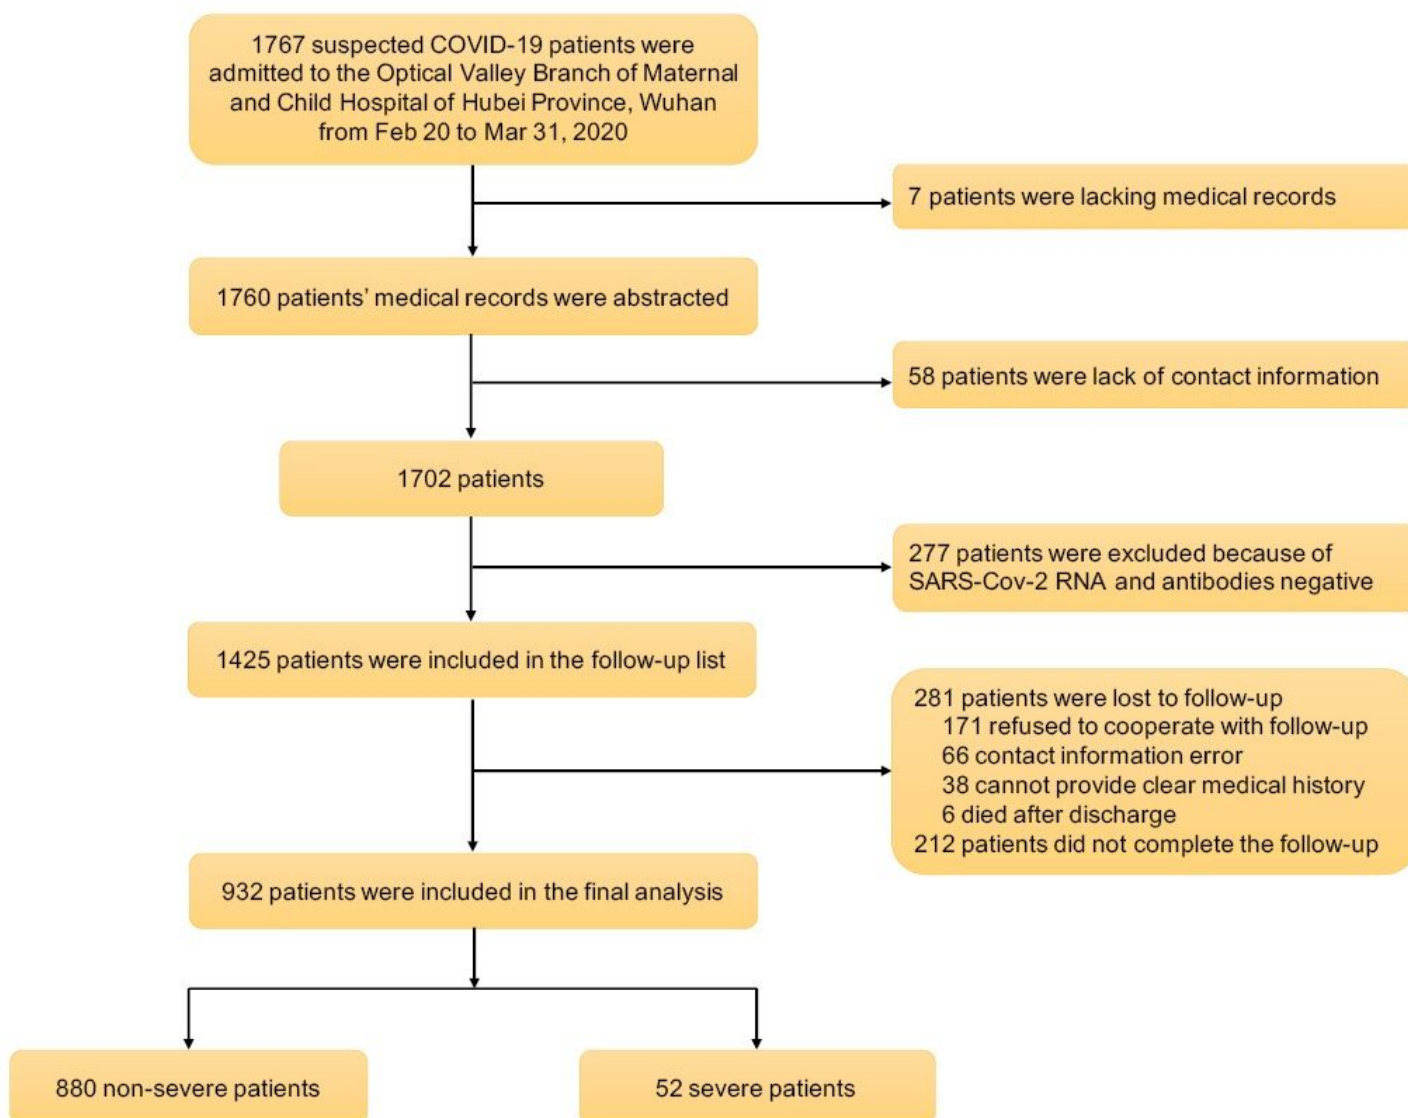 1767 suspected COVID-19 patients were
admitted to the Optical Valley Branch of Maternal
and Child Hospital of Hubei Province, Wuhan
from Feb 20 to Mar 31, 2020
7 patients were lacking medical records
1760 patients’ medical records were abstracted
58 patients were lack of contact information
1702 patients
277 patients were excluded because of
SARS-Cov-2 RNA and antibodies negative
1425 patients were included in the follow-up list
281 patients were lost to follow-up
171 refused to cooperate with follow-up
66 contact information error
38 cannot provide clear medical history
6 died after discharge
212 patients did not complete the follow-up
932 patients were included in the final analysis
880 non-severe patients
52 severe patients